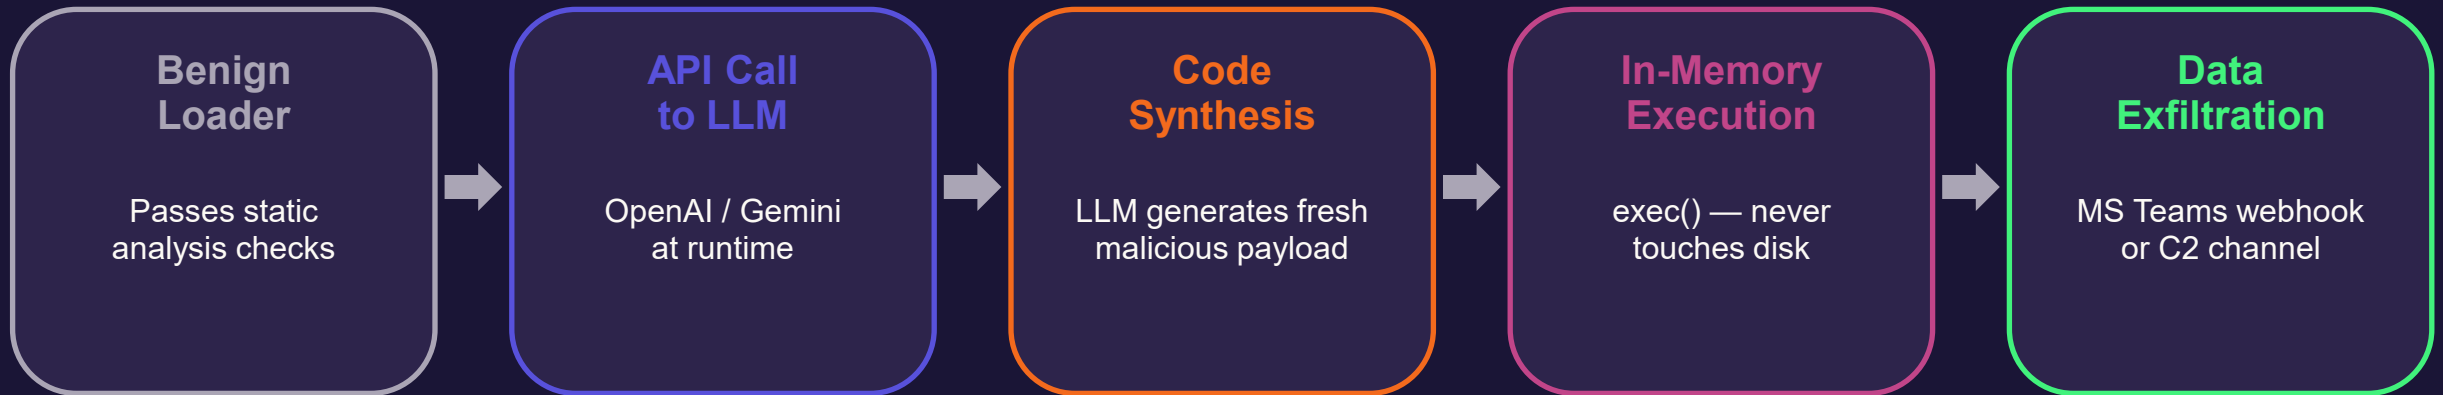 Benign
Loader
Passes static
analysis checks
API Call
to LLM
OpenAI / Gemini
at runtime
Code
Synthesis
LLM generates fresh
malicious payload
In-Memory
Execution
exec() — never
touches disk
Data
Exfiltration
MS Teams webhook
or C2 channel